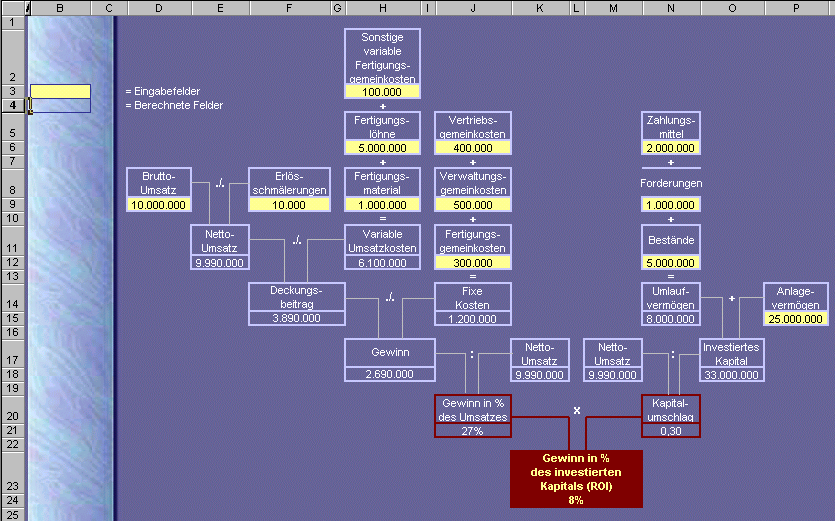 A B C D E F G H I J K L M N O P
1
Sonstige
variable
Fertigungs-
gemeinkosten
2
3
100.000
= Eingabefelder
4
+
= Berechnete Felder
5
Fertigungs-
löhne
Vertriebs-
gemeinkosten
Zahlungs-
mittel
6
5.000.000
400.000
2.000.000
7
+ + +
8
Brutto-
Umsatz
./.
Erlös-
schmälerungen
Fertigungs-
material
Verwaltungs-
gemeinkosten
Forderungen
9
10.000.000
10.000
1.000.000
500.000
1.000.000
10
= + +
11
Netto-
Umsatz
./.
Variable
Umsatzkosten
Fertigungs-
gemeinkosten
Bestände
12
9.990.000
6.100.000
300.000
5.000.000
13
= =
14
Deckungs-
beitrag
./.
Fixe
Kosten
Umlauf-
vermögen
+
Anlage-
vermögen
15
3.890.000
1.200.000
8.000.000
25.000.000
16
17
Gewinn
:
Netto-
Umsatz
Netto-
Umsatz
:
Investiertes
Kapital
18
2.690.000
9.990.000
9.990.000
33.000.000
19
20
Gewinn in %
des Umsatzes
x
Kapital-
umschlag
21
27%
0,30
22
23
Gewinn in %
des investierten
Kapitals (ROI)
24
8%
25